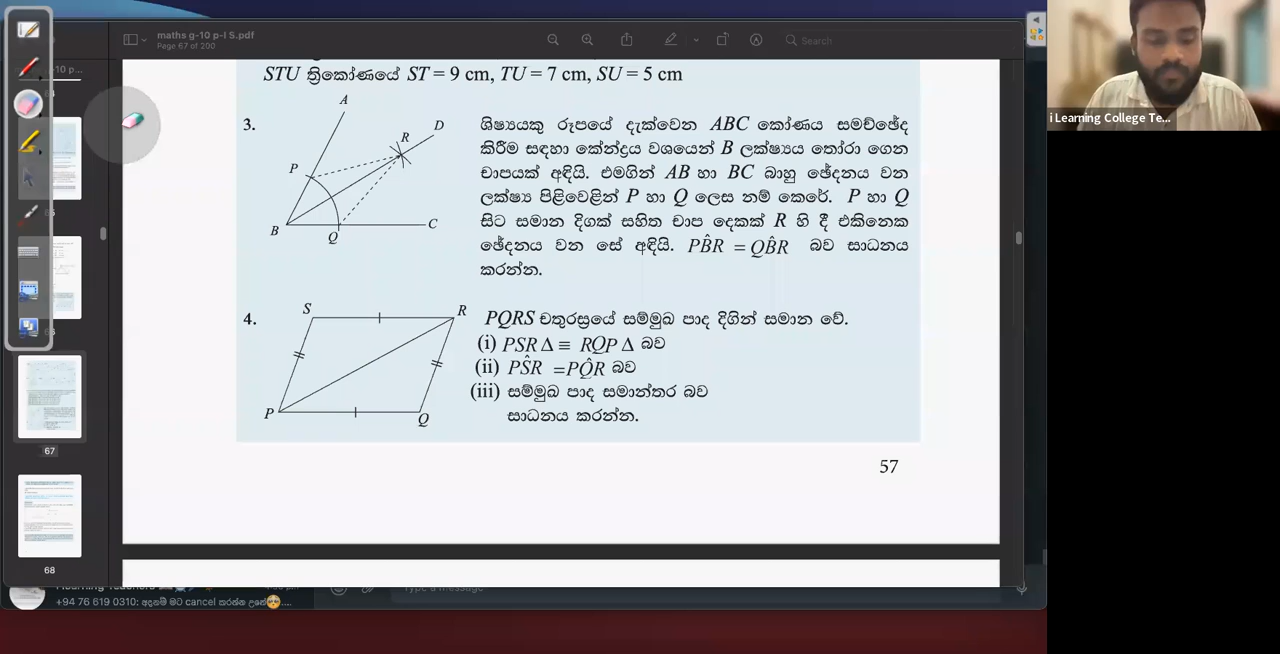 maths g-10 p-I S.pdf
Page 67 of 200
Search
-10 p...
STU ත්‍රිකෝණයේ ST = 9 cm, TU = 7 cm, SU = 5 cm
3.
A
D
R
P
B
Q
C
ශිෂ්‍යයකු රූපයේ දැක්වෙන ABC කෝණය සමච්ඡේද
කිරීම සඳහා කේන්ද්‍රය වශයෙන් B ලක්ෂ්‍යය තෝරා ගෙන
චාපයක් අඳියි. එමගින් AB හා BC බාහු ඡේදනය වන
ලක්ෂ්‍ය පිළිවෙළින් P හා Q ලෙස නම් කෙරේ. P හා Q
සිට සමාන දිගක් සහිත චාප දෙකක් R හි දී එකිනෙක
ඡේදනය වන සේ අඳියි. PB̂R = QB̂R බව සාධනය
කරන්න.
4.
S
R
P
Q
PQRS චතුරස්‍රයේ සම්මුඛ පාද දිගින් සමාන වේ.
(i) PSR Δ ≡ RQP Δ බව
(ii) PŜR = PQ̂R බව
(iii) සම්මුඛ පාද සමාන්තර බව
සාධනය කරන්න.
57
67
68
+94 76 619 0310: අදනම් මට cancel කරන්න උනේ🥺....
Type a message
i Learning College Te...